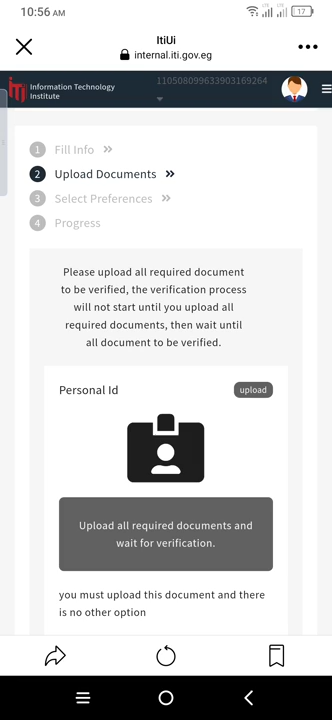 10:56 AM
17
ItiUi
internal.iti.gov.eg
Information Technology
Institute
110508099633903169264
1 Fill Info >>
2 Upload Documents >>
3 Select Preferences >>
4 Progress
Please upload all required document
to be verified, the verification process
will not start until you upload all
required documents, then wait until
all document to be verified.
Personal Id
upload
Upload all required documents and
wait for verification.
you must upload this document and there
is no other option